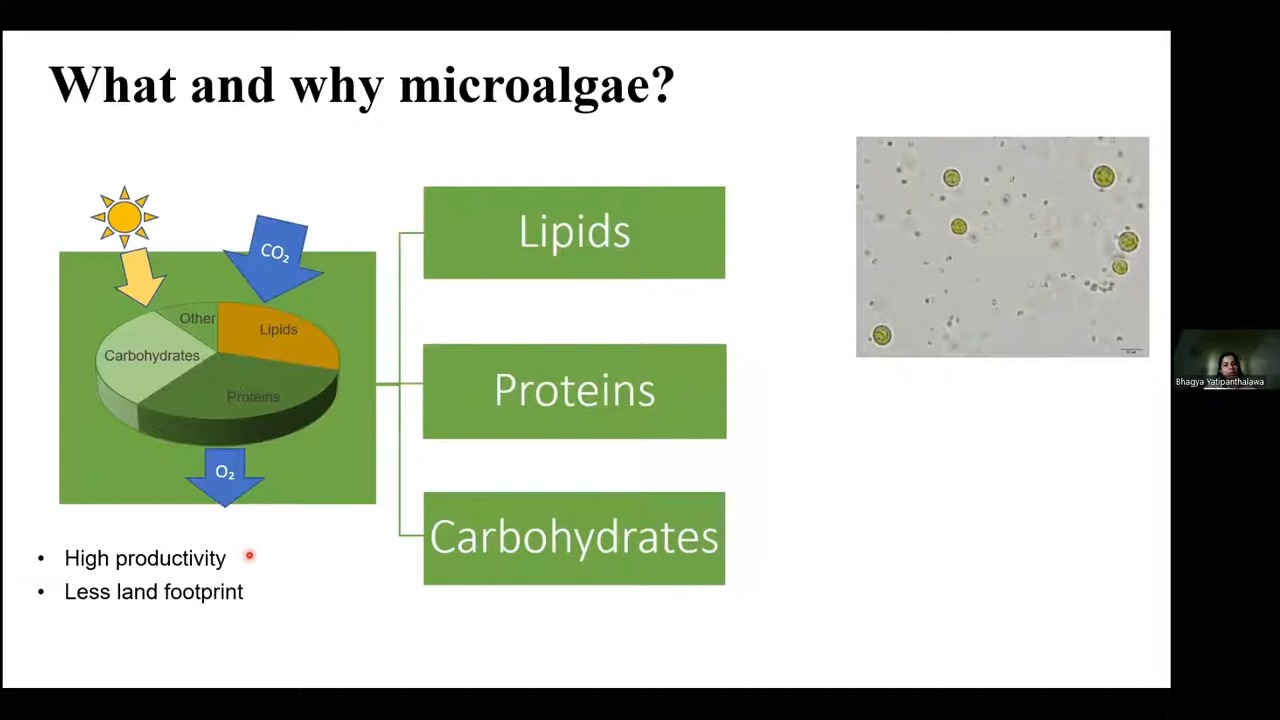 What and why microalgae?
CO₂
Other
Lipids
Carbohydrates
Proteins
O₂
• High productivity
• Less land footprint
Lipids
Proteins
Carbohydrates
Bhagya Yatipanthalawa